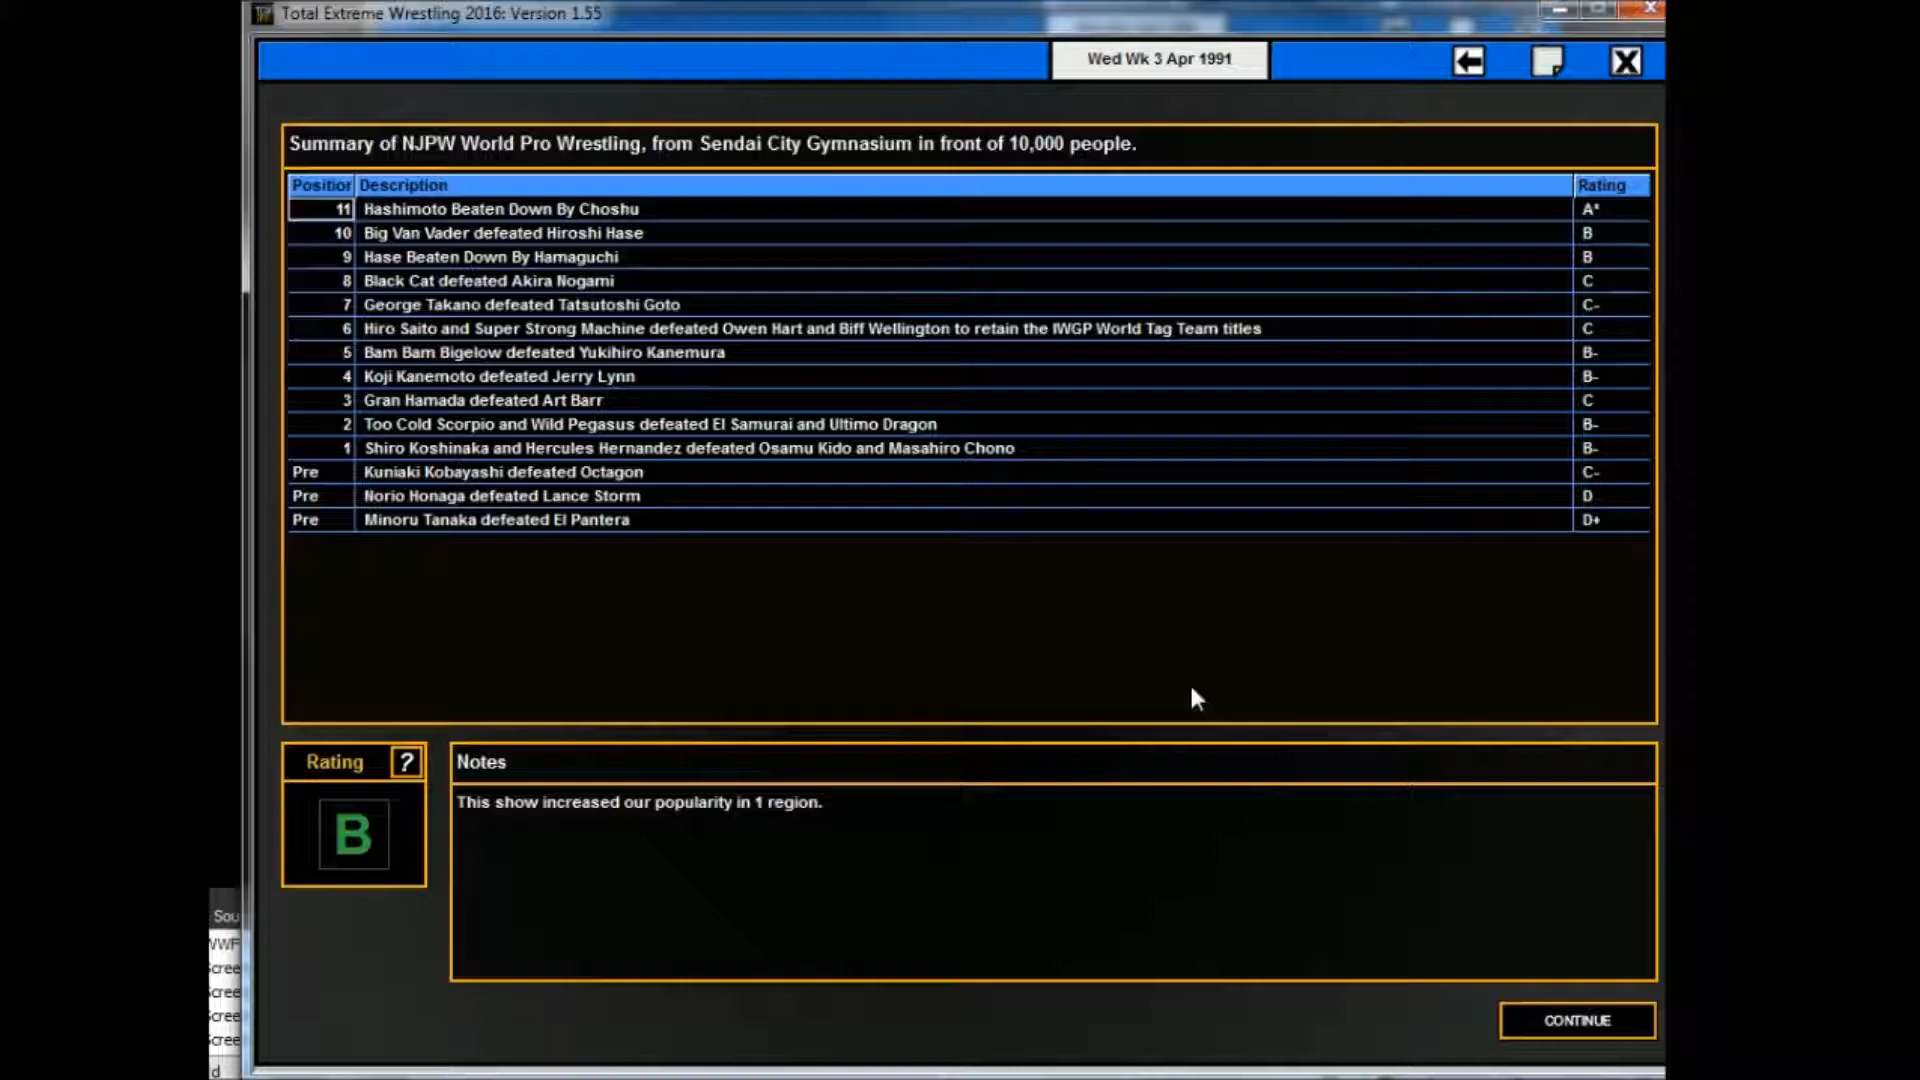 Total Extreme Wrestling 2016: Version 1.55
Wed Wk 3 Apr 1991
Summary of NJPW World Pro Wrestling, from Sendai City Gymnasium in front of 10,000 people.
Position Description Rating
11 Hashimoto Beaten Down By Choshu A*
10 Big Van Vader defeated Hiroshi Hase B
9 Hase Beaten Down By Hamaguchi B
8 Black Cat defeated Akira Nogami C
7 George Takano defeated Tatsutoshi Goto C-
6 Hiro Saito and Super Strong Machine defeated Owen Hart and Biff Wellington to retain the IWGP World Tag Team titles C
5 Bam Bam Bigelow defeated Yukihiro Kanemura B-
4 Koji Kanemoto defeated Jerry Lynn B-
3 Gran Hamada defeated Art Barr C
2 Too Cold Scorpio and Wild Pegasus defeated El Samurai and Ultimo Dragon B-
1 Shiro Koshinaka and Hercules Hernandez defeated Osamu Kido and Masahiro Chono B-
Pre Kuniaki Kobayashi defeated Octagon C-
Pre Norio Honaga defeated Lance Storm D
Pre Minoru Tanaka defeated El Pantera D+
Rating ?
B
Notes
This show increased our popularity in 1 region.
Sou
WWF
Scree
Scree
Scree
Scree
d
CONTINUE